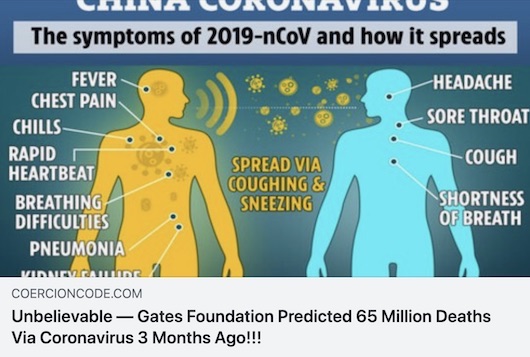 CHINA CORONAVIRUS
The symptoms of 2019-nCoV and how it spreads
FEVER
CHEST PAIN
CHILLS
RAPID
HEARTBEAT
BREATHING
DIFFICULTIES
PNEUMONIA
KIDNEY FAILURE
SPREAD VIA
COUGHING &
SNEEZING
HEADACHE
SORE THROAT
COUGH
SHORTNESS
OF BREATH
COERCIONCODE.COM
Unbelievable — Gates Foundation Predicted 65 Million Deaths
Via Coronavirus 3 Months Ago!!!